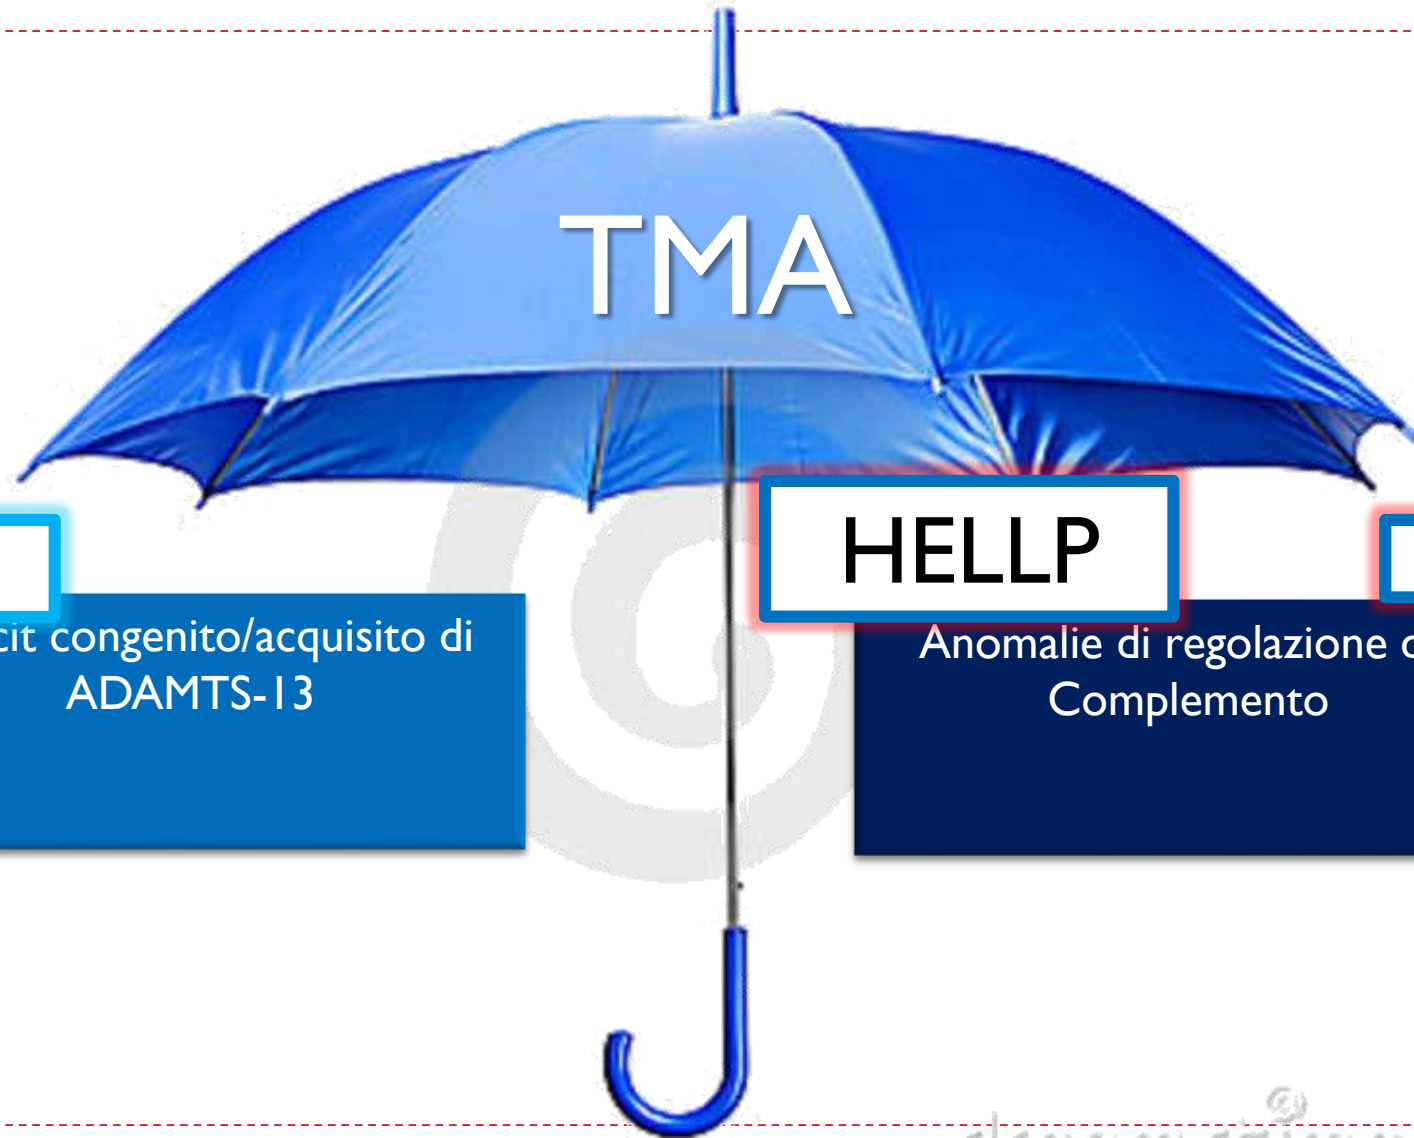 TMA
HELLP
cit congenito/acquisito di
ADAMTS-13
Anomalie di regolazione
Complemento